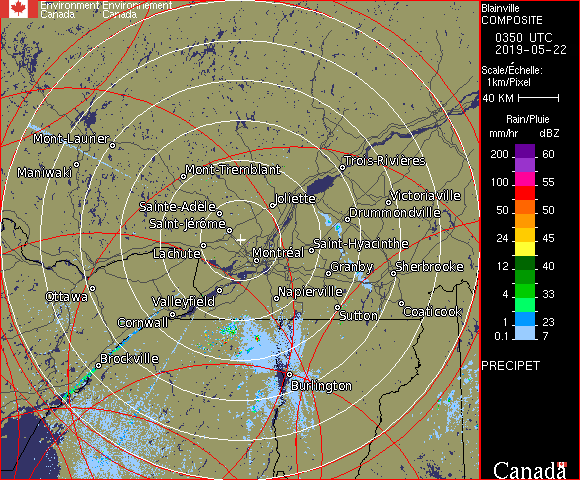 Environment Environnement
Canada Canada
Blainville
COMPOSITE
0350 UTC
2019-05-22
Scale/Échelle:
1km/Pixel
40 KM
Rain/Pluie
mm/hr dBZ
200 60
100 55
50 50
24 45
12 40
4 33
1 23
0.1 7
PRECIPET
Mont-Laurier
Maniwaki
Mont-Tremblant
Trois-Rivières
Sainte-Adele
Joliette
Victoriaville
Drummondville
Saint-Jérôme
Lachute
Montréal
Saint-Hyacinthe
Granby
Sherbrooke
Ottawa
Valleyfield
Napierville
Cornwall
Sutton
Coaticook
Brockville
Burlington
Canada